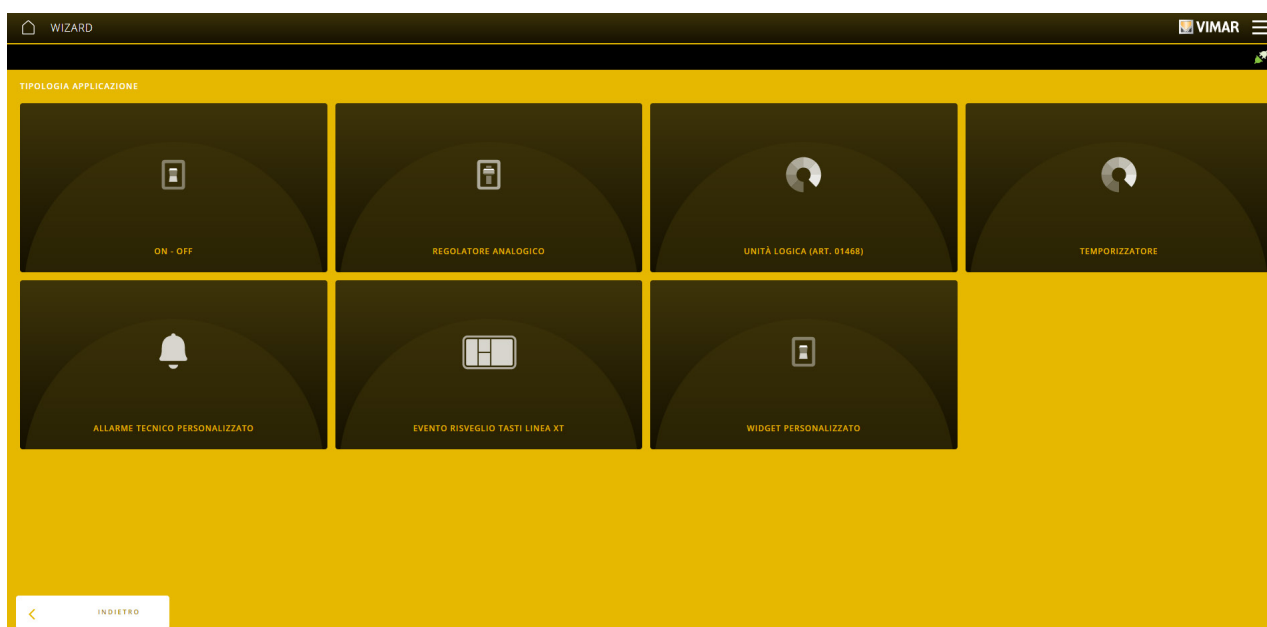 WIZARD
VIMAR
TIPOLOGIA APPLICAZIONE
ON - OFF
REGOLATORE ANALOGICO
UNITÀ LOGICA (ART. 01468)
TEMPORIZZATORE
ALLARME TECNICO PERSONALIZZATO
EVENTO RISVEGLIO TASTI LINEA XT
WIDGET PERSONALIZZATO
INDIETRO